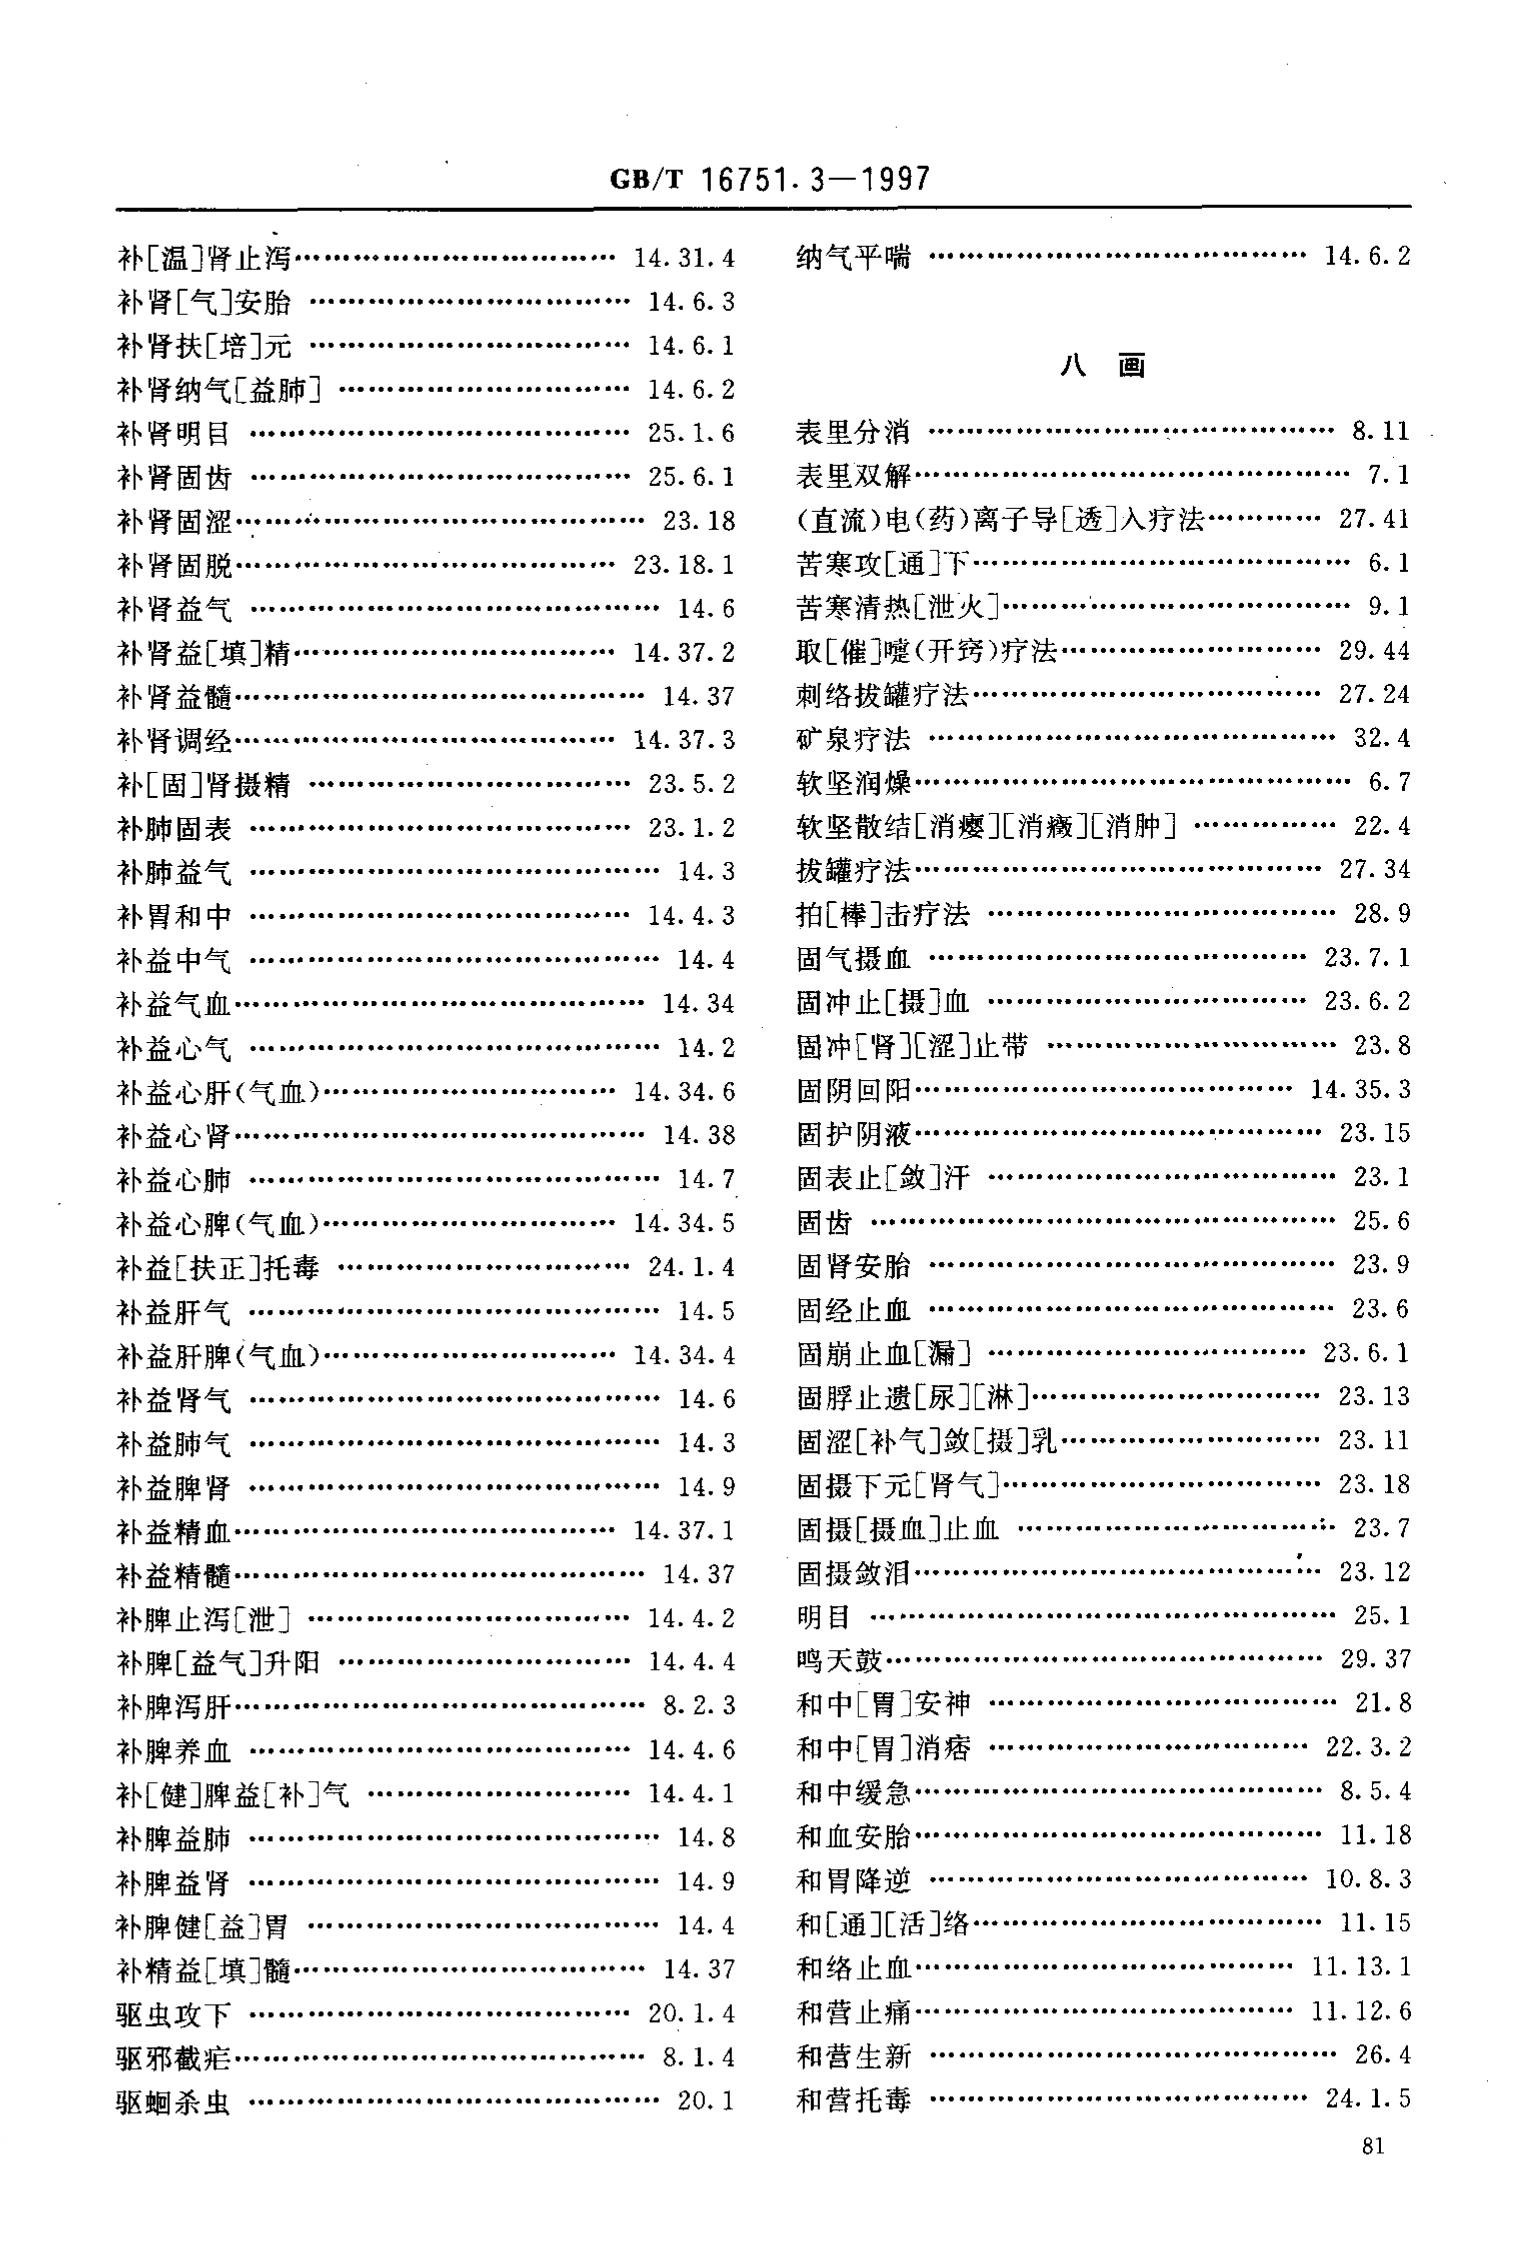 GB/T 16751.3—1997
补[温]肾止泻………………………… 14.31.4
补肾[气]安胎 ………………………… 14.6.3
补肾扶[培]元 ………………………… 14.6.1
补肾纳气[益肺] ……………………… 14.6.2
补肾明目 ……………………………… 25.1.6
补肾固齿 ……………………………… 25.6.1
补肾固涩………………………………… 23.18
补肾固脱……………………………… 23.18.1
补肾益气 ………………………………… 14.6
补肾益[填]精………………………… 14.37.2
补肾益髓………………………………… 14.37
补肾调经……………………………… 14.37.3
补[固]肾摄精 ………………………… 23.5.2
补肺固表 ……………………………… 23.1.2
补肺益气 ………………………………… 14.3
补胃和中 ……………………………… 14.4.3
补益中气 ………………………………… 14.4
补益气血………………………………… 14.34
补益心气 ………………………………… 14.2
补益心肝(气血)……………………… 14.34.6
补益心肾………………………………… 14.38
补益心肺 ………………………………… 14.7
补益心脾(气血)……………………… 14.34.5
补益[扶正]托毒 ……………………… 24.1.4
补益肝气 ………………………………… 14.5
补益肝脾(气血)……………………… 14.34.4
补益肾气 ………………………………… 14.6
补益肺气 ………………………………… 14.3
补益脾肾 ………………………………… 14.9
补益精血……………………………… 14.37.1
补益精髓………………………………… 14.37
补脾止泻[泄] ………………………… 14.4.2
补脾[益气]升阳 ……………………… 14.4.4
补脾泻肝………………………………… 8.2.3
补脾养血 ……………………………… 14.4.6
补[健]脾益[补]气 …………………… 14.4.1
补脾益肺 ………………………………… 14.8
补脾益肾 ………………………………… 14.9
补脾健[益]胃 …………………………… 14.4
补精益[填]髓…………………………… 14.37
驱虫攻下 ……………………………… 20.1.4
驱邪截疟………………………………… 8.1.4
驱蛔杀虫 ………………………………… 20.1
纳气平喘 ……………………………… 14.6.2
八 画
表里分消 ………………………………… 8.11
表里双解…………………………………… 7.1
(直流)电(药)离子导[透]入疗法………… 27.41
苦寒攻[通]下……………………………… 6.1
苦寒清热[泄火]…………………………… 9.1
取[催]嚏(开窍)疗法…………………… 29.44
刺络拔罐疗法…………………………… 27.24
矿泉疗法 ………………………………… 32.4
软坚润燥…………………………………… 6.7
软坚散结[消瘿][消癥][消肿] …………… 22.4
拔罐疗法………………………………… 27.34
拍[棒]击疗法 …………………………… 28.9
固气摄血 ……………………………… 23.7.1
固冲止[摄]血 ………………………… 23.6.2
固冲[肾][涩]止带 ……………………… 23.8
固阴回阳……………………………… 14.35.3
固护阴液………………………………… 23.15
固表止[敛]汗 …………………………… 23.1
固齿 ……………………………………… 25.6
固肾安胎 ………………………………… 23.9
固经止血 ………………………………… 23.6
固崩止血[漏] ………………………… 23.6.1
固脬止遗[尿][淋]……………………… 23.13
固涩[补气]敛[摄]乳…………………… 23.11
固摄下元[肾气]………………………… 23.18
固摄[摄血]止血 ………………………… 23.7
固摄敛泪………………………………… 23.12
明目 ……………………………………… 25.1
鸣天鼓…………………………………… 29.37
和中[胃]安神 …………………………… 21.8
和中[胃]消痞 ………………………… 22.3.2
和中缓急………………………………… 8.5.4
和血安胎………………………………… 11.18
和胃降逆 ……………………………… 10.8.3
和[通][活]络…………………………… 11.15
和络止血……………………………… 11.13.1
和营止痛……………………………… 11.12.6
和营生新 ………………………………… 26.4
和营托毒 ……………………………… 24.1.5
81